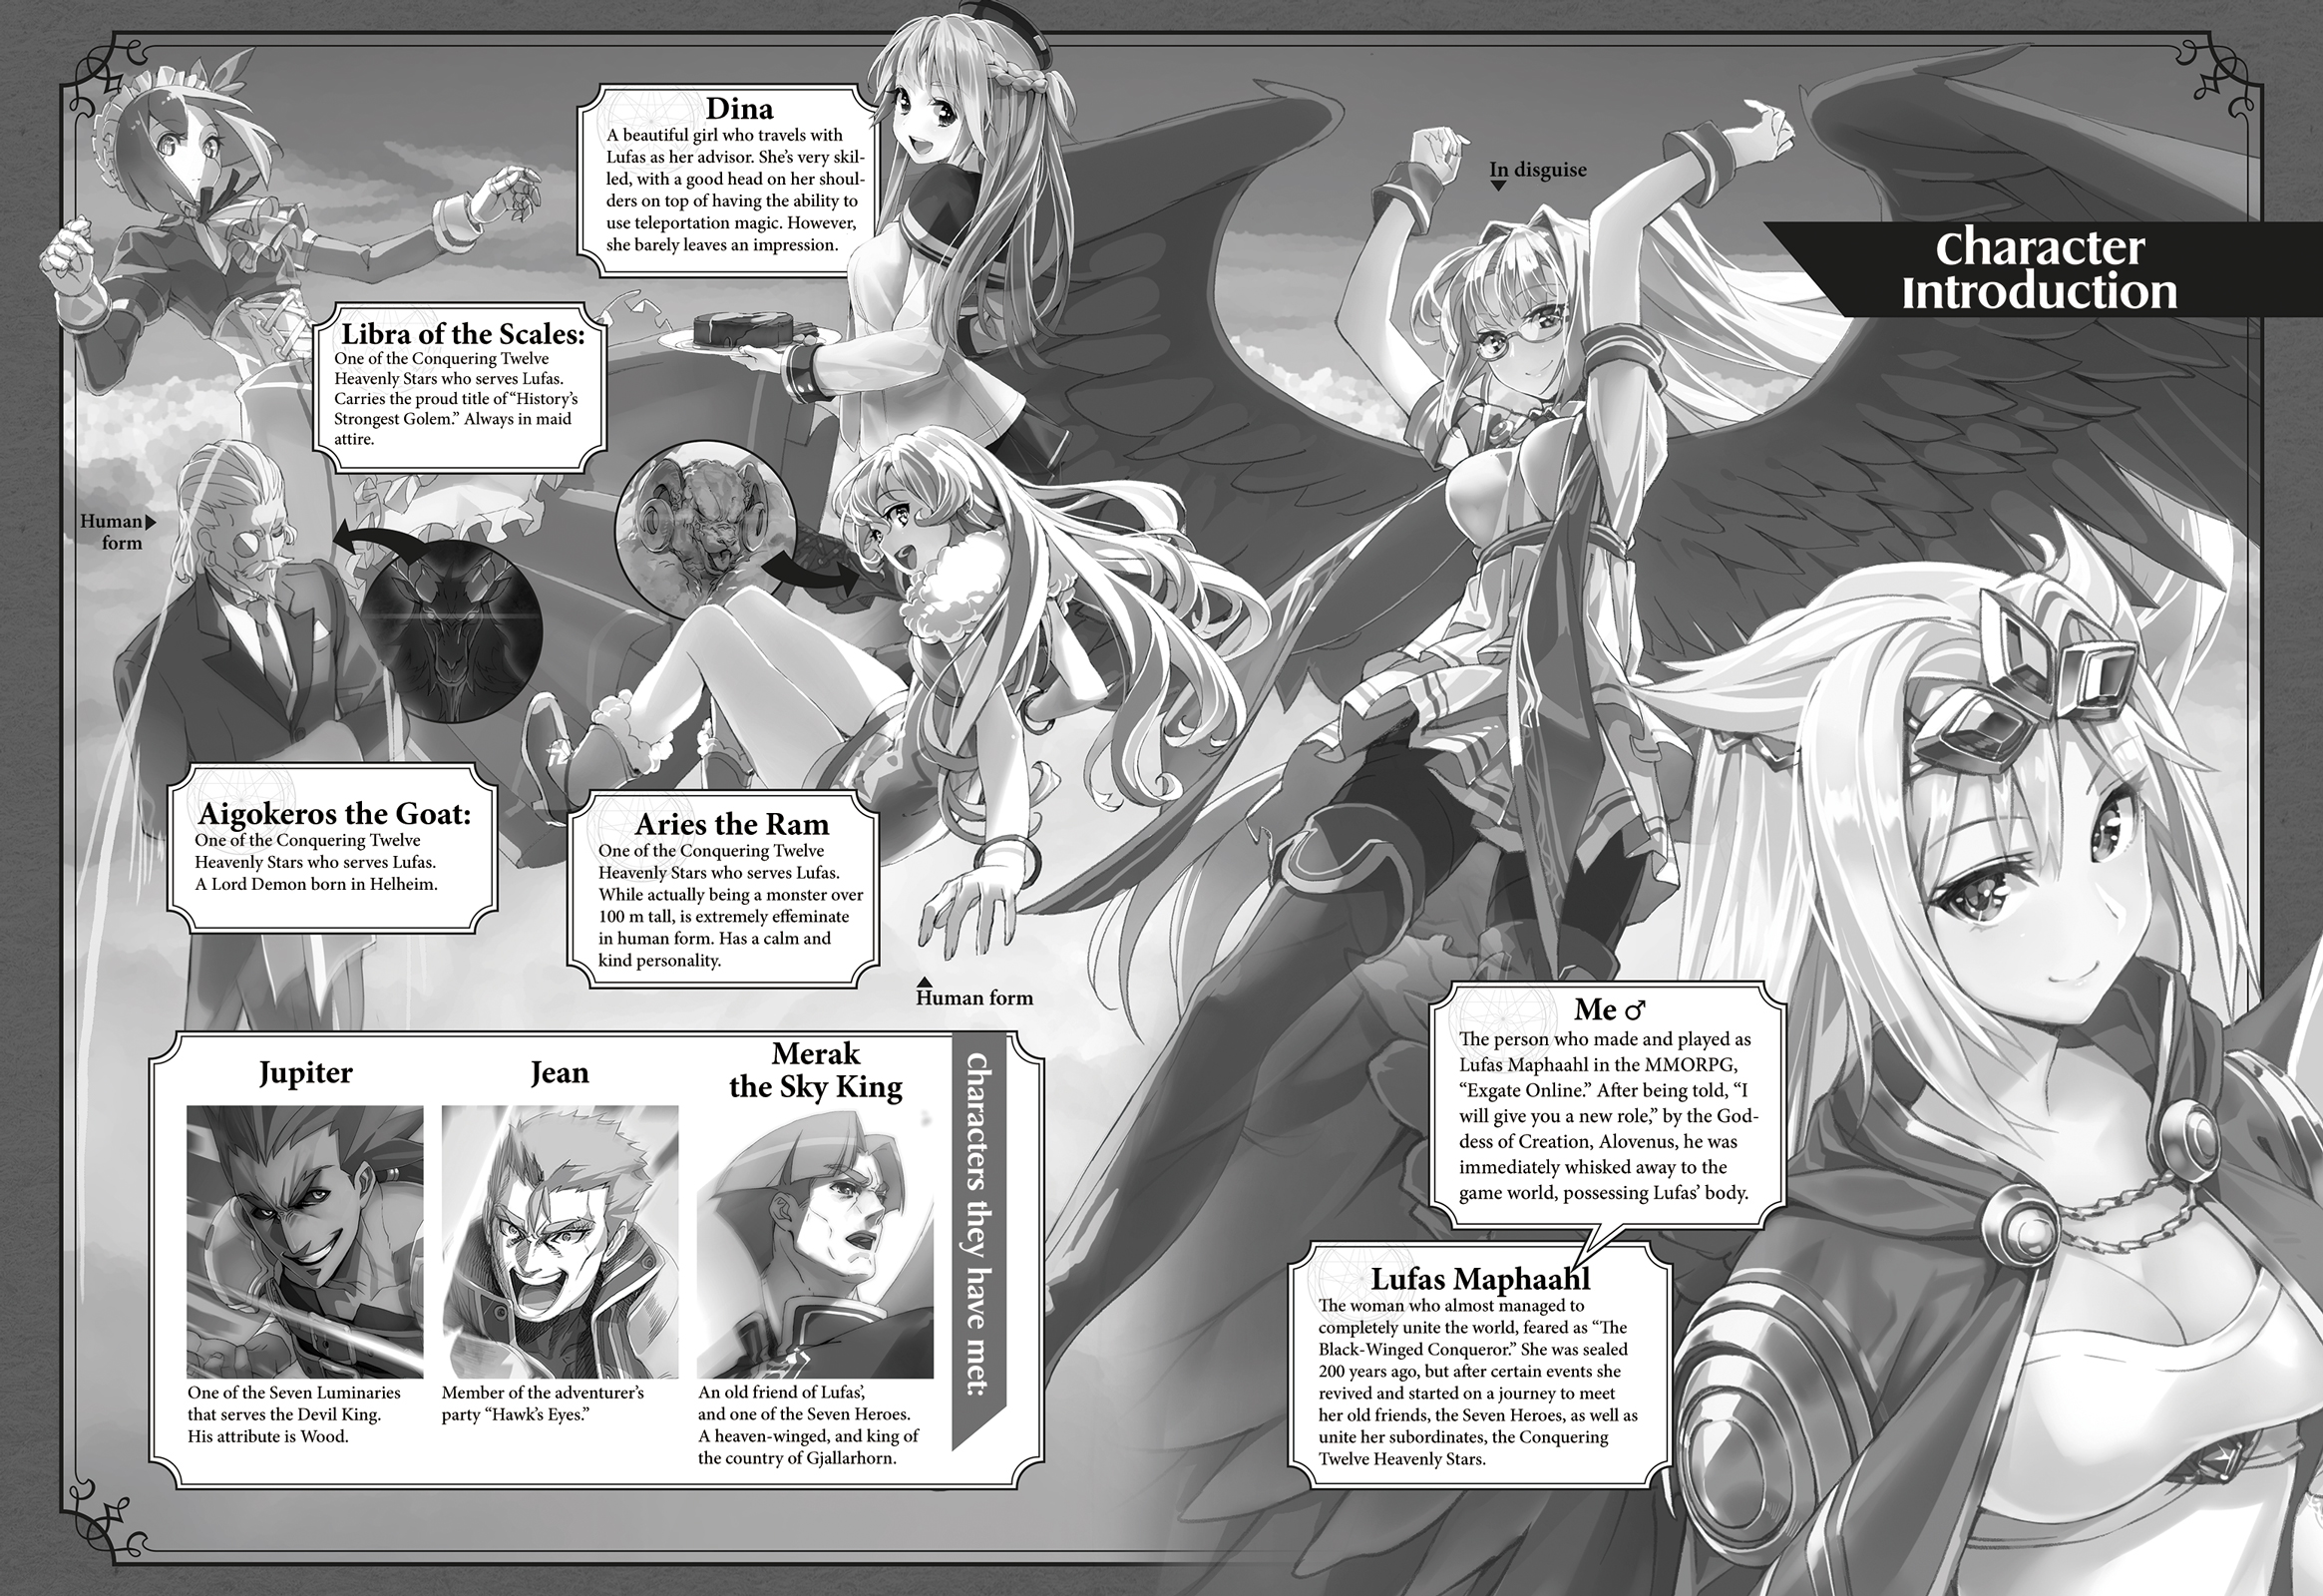 Character
Introduction
In disguise
Dina
A beautiful girl who travels with
Lufas as her advisor. She's very skil-
led, with a good head on her shoul-
ders on top of having the ability to
use teleportation magic. However,
she barely leaves an impression.
Libra of the Scales:
One of the Conquering Twelve
Heavenly Stars who serves Lufas.
Carries the proud title of “History's
Strongest Golem.” Always in maid
attire.
Human
form
Aigokeros the Goat:
One of the Conquering Twelve
Heavenly Stars who serves Lufas.
A Lord Demon born in Helheim.
Aries the Ram
One of the Conquering Twelve
Heavenly Stars who serves Lufas.
While actually being a monster over
100 m tall, is extremely effeminate
in human form. Has a calm and
kind personality.
Human form
Me ♂
The person who made and played as
Lufas Maphaahl in the MMORPG,
“Exgate Online.” After being told, “I
will give you a new role,” by the God-
dess of Creation, Alovenus, he was
immediately whisked away to the
game world, possessing Lufas' body.
Lufas Maphaahl
The woman who almost managed to
completely unite the world, feared as “The
Black-Winged Conqueror.” She was sealed
200 years ago, but after certain events she
revived and started on a journey to meet
her old friends, the Seven Heroes, as well as
unite her subordinates, the Conquering
Twelve Heavenly Stars.
characters they have met:
Jupiter
One of the Seven Luminaries
that serves the Devil King.
His attribute is Wood.
Jean
Member of the adventurer's
party “Hawk's Eyes.”
Merak
the Sky King
An old friend of Lufas',
and one of the Seven Heroes.
A heaven-winged, and king of
the country of Gjallarhorn.